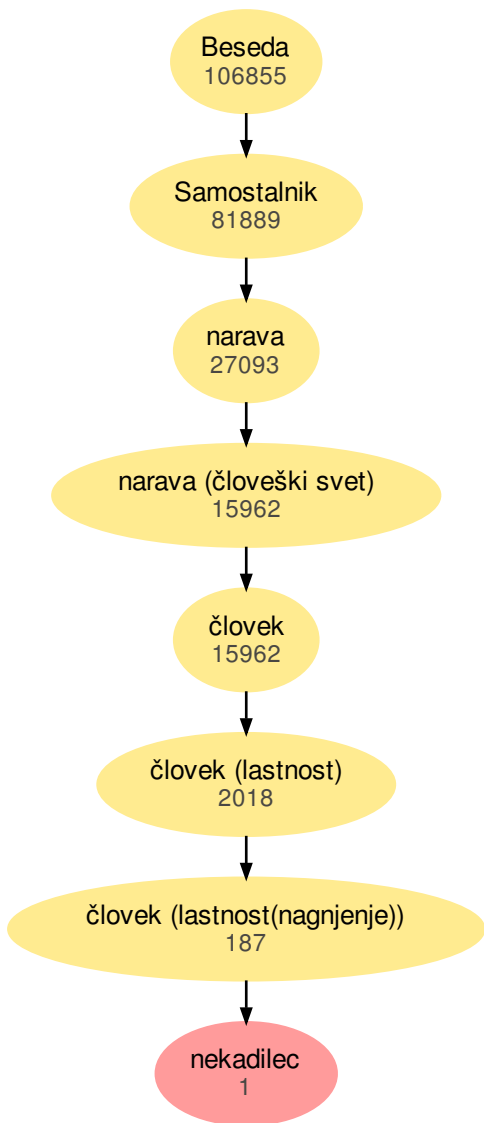 Beseda
106855
Samostalnik
81889
narava
27093
narava (človeški svet)
15962
človek
15962
človek (lastnost)
2018
človek (lastnost(nagnjenje))
187
nekadilec
1